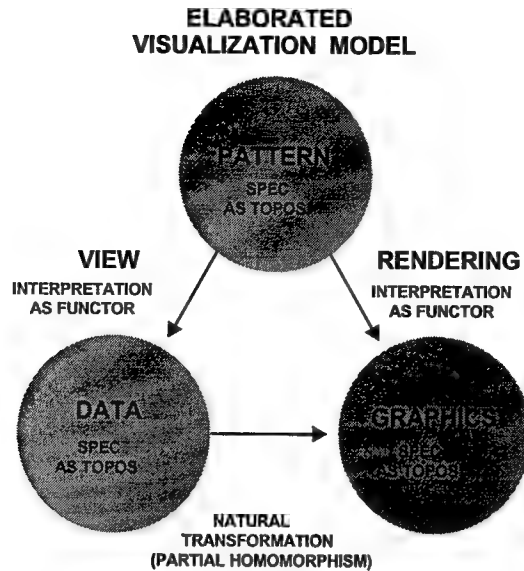 ELABORATED
VISUALIZATION MODEL
PATTERN
SPEC
AS TOPOS
VIEW
INTERPRETATION
AS FUNCTOR
RENDERING
INTERPRETATION
AS FUNCTOR
DATA
SPEC
AS TOPOS
GRAPHICS
SPEC
AS TOPOS
NATURAL
TRANSFORMATION
(PARTIAL HOMOMORPHISM)